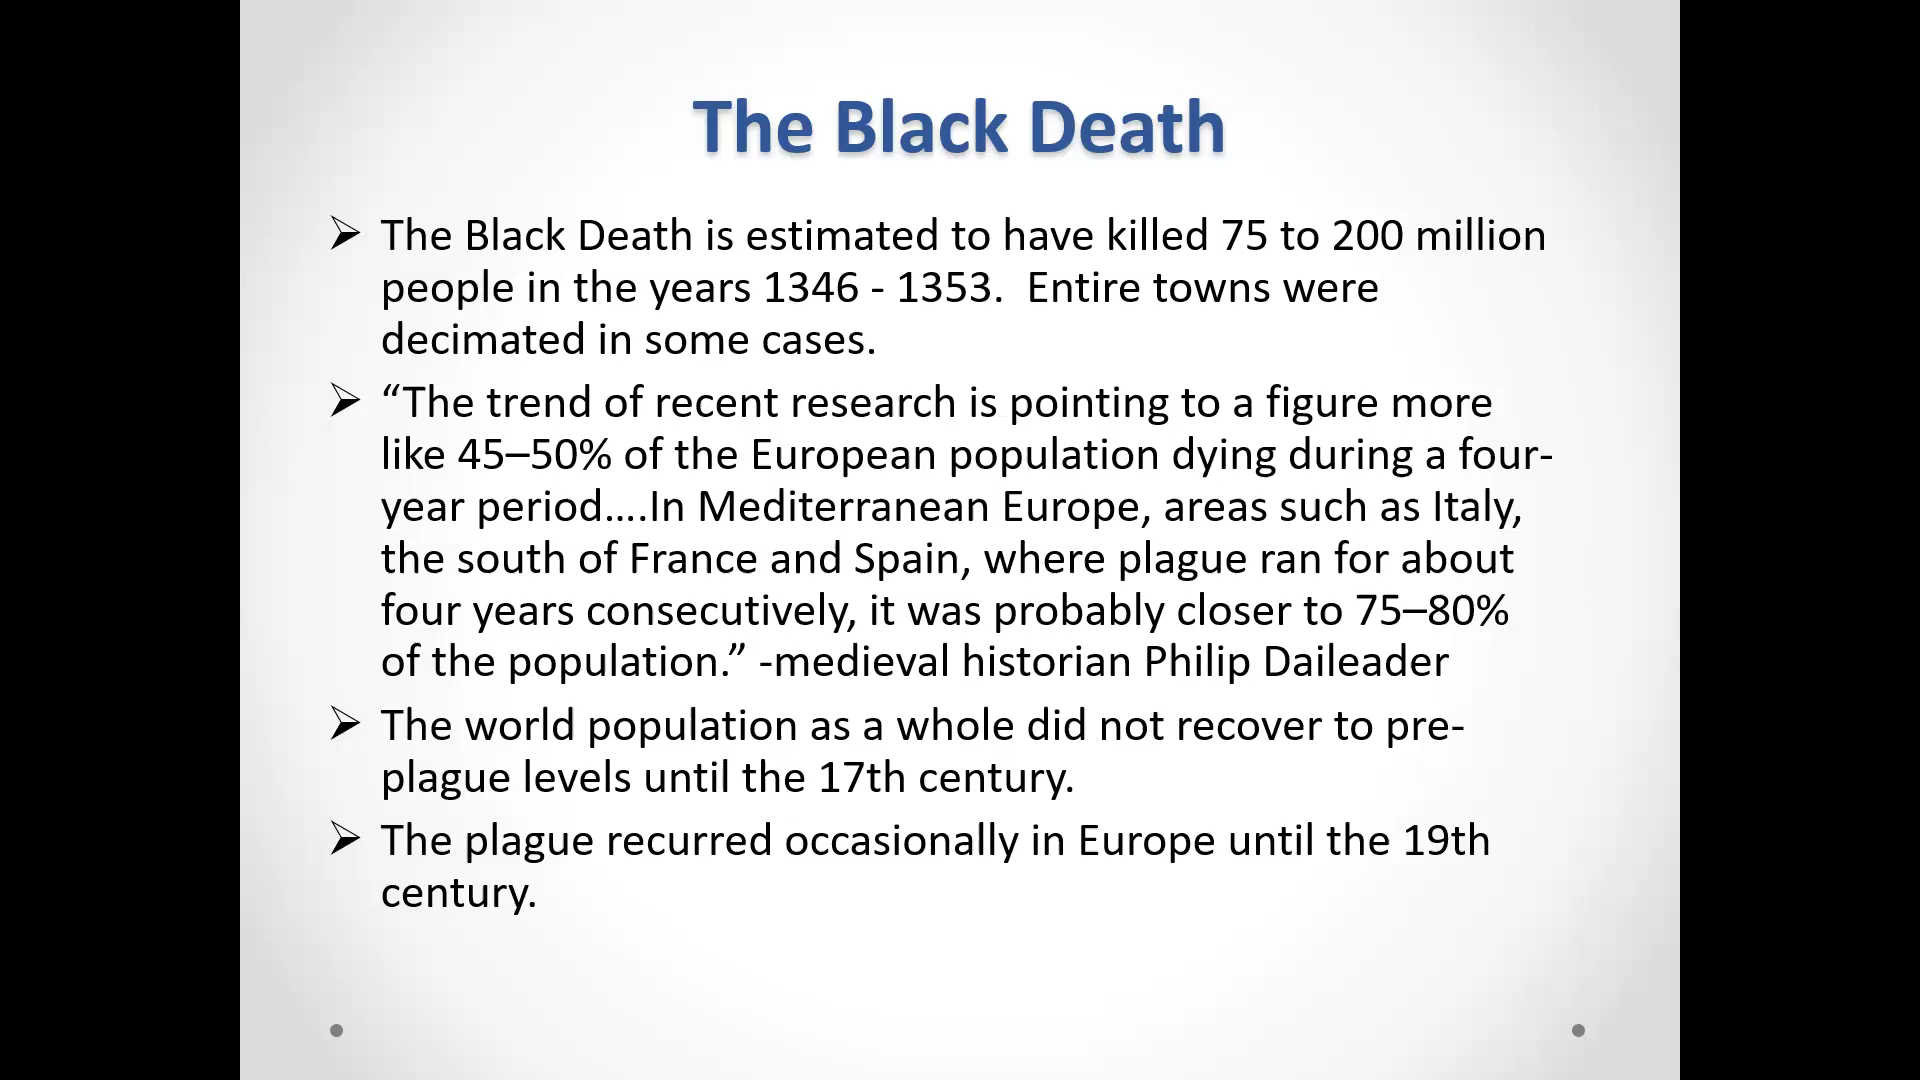 The Black Death
➢ The Black Death is estimated to have killed 75 to 200 million
people in the years 1346 - 1353.  Entire towns were
decimated in some cases.
➢ “The trend of recent research is pointing to a figure more
like 45–50% of the European population dying during a four-
year period….In Mediterranean Europe, areas such as Italy,
the south of France and Spain, where plague ran for about
four years consecutively, it was probably closer to 75–80%
of the population.” -medieval historian Philip Daileader
➢ The world population as a whole did not recover to pre-
plague levels until the 17th century.
➢ The plague recurred occasionally in Europe until the 19th
century.